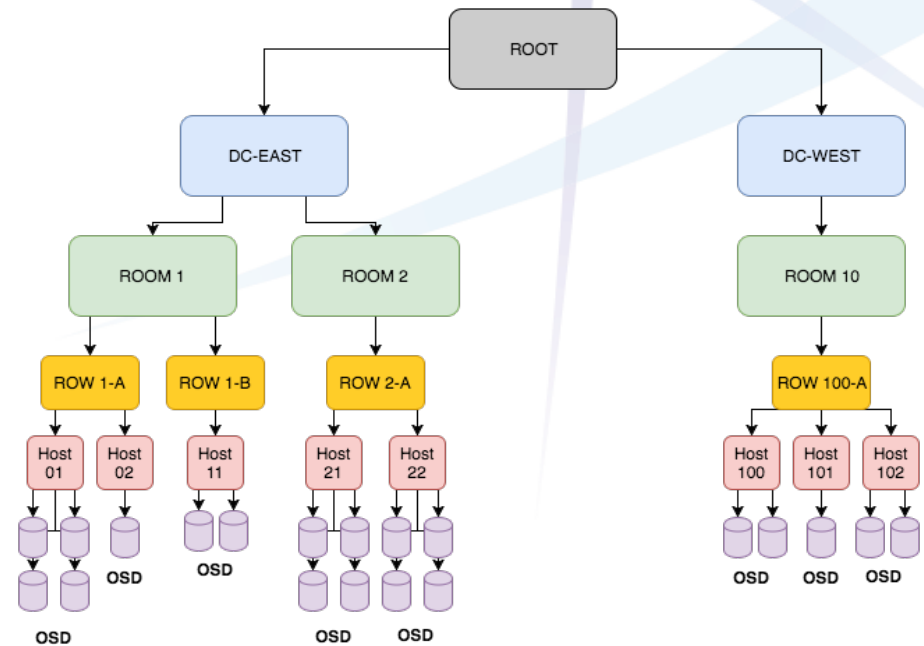 ROOT
DC-EAST
DC-WEST
ROOM 1
ROOM 2
ROOM 10
ROW 1-A
ROW 1-B
ROW 2-A
ROW 100-A
Host
01
Host
02
Host
11
Host
21
Host
22
Host
100
Host
101
Host
102
OSD
OSD
OSD
OSD
OSD
OSD
OSD
OSD